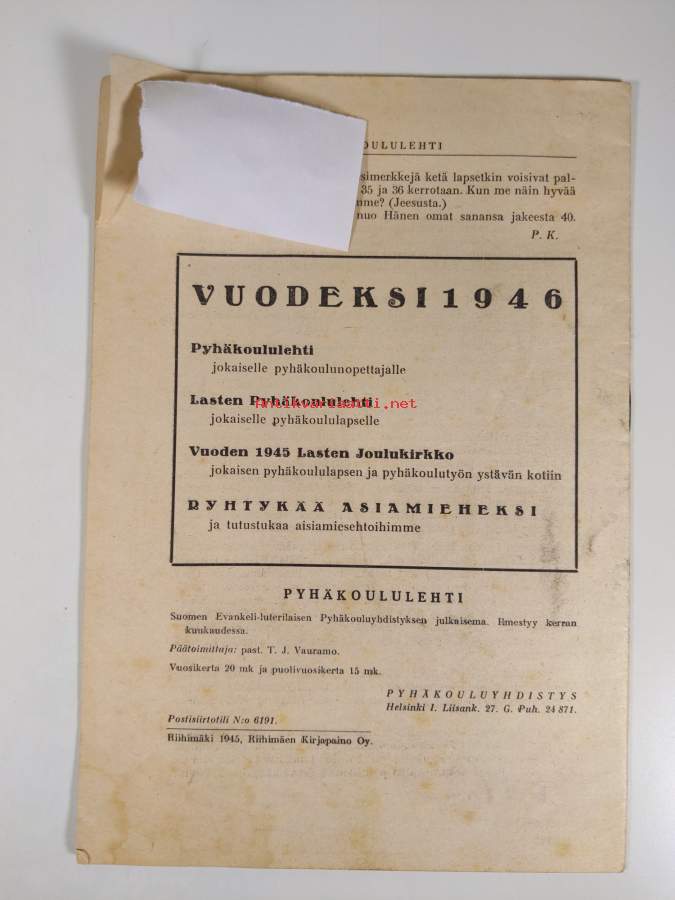 OULULEHTI
simerkkejä ketä lapsetkin voisivat pal-
35 ja 36 kerrotaan. Kun me näin hyvää
mme? (Jeesusta.)
nuo Hänen omat sanansa jakeesta 40.
P. K.
VUODEKSI 1946
Pyhäkoululehti
jokaiselle pyhäkoulunopettajalle
Lasten Pyhäkoululehti
Antikvariaatti.net
jokaiselle pyhäkoululapselle
Vuoden 1945 Lasten Joulukirkko
jokaisen pyhäkoululapsen ja pyhäkoulutyön ystävän kotiin
RYHTYKÄÄ ASIAMIEHEKSI
ja tutustukaa aisiamiesehtoihimme
PYHÄKOULULEHTI
Suomen Evankeli-luterilaisen Pyhäkouluyhdistyksen julkaisema. Ilmestyy kerran
kuukaudessa.
Päätoimittaja: past. T. J. Vauramo.
Vuosikerta 20 mk ja puolivuosikerta 15 mk.
PYHÄKOULUYHDISTYS
Helsinki I. Liisank. 27. G. Puh. 24 871.
Postisiirtotili N:o 6191.
Riihimäki 1945, Riihimäen Kirjapaino Oy.